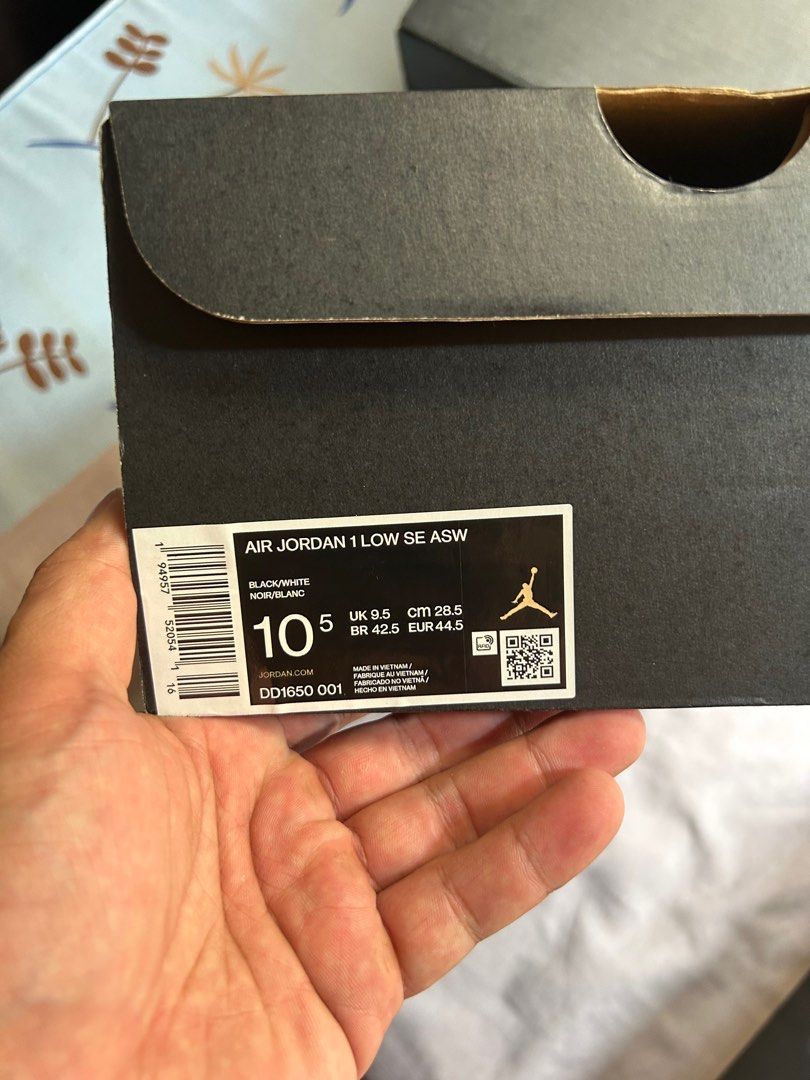 AIR JORDAN 1 LOW SE ASW
BLACK/WHITE
NOIR/BLANC
10 5
UK 9.5 cm 28.5
BR 42.5 EUR 44.5
JORDAN.COM
DD1650 001
MADE IN VIETNAM /
FABRIQUE AU VIETNAM /
FABRICADO NO VIETNÃ /
HECHO EN VIETNAM
RFID
1 94957 52054 1 16